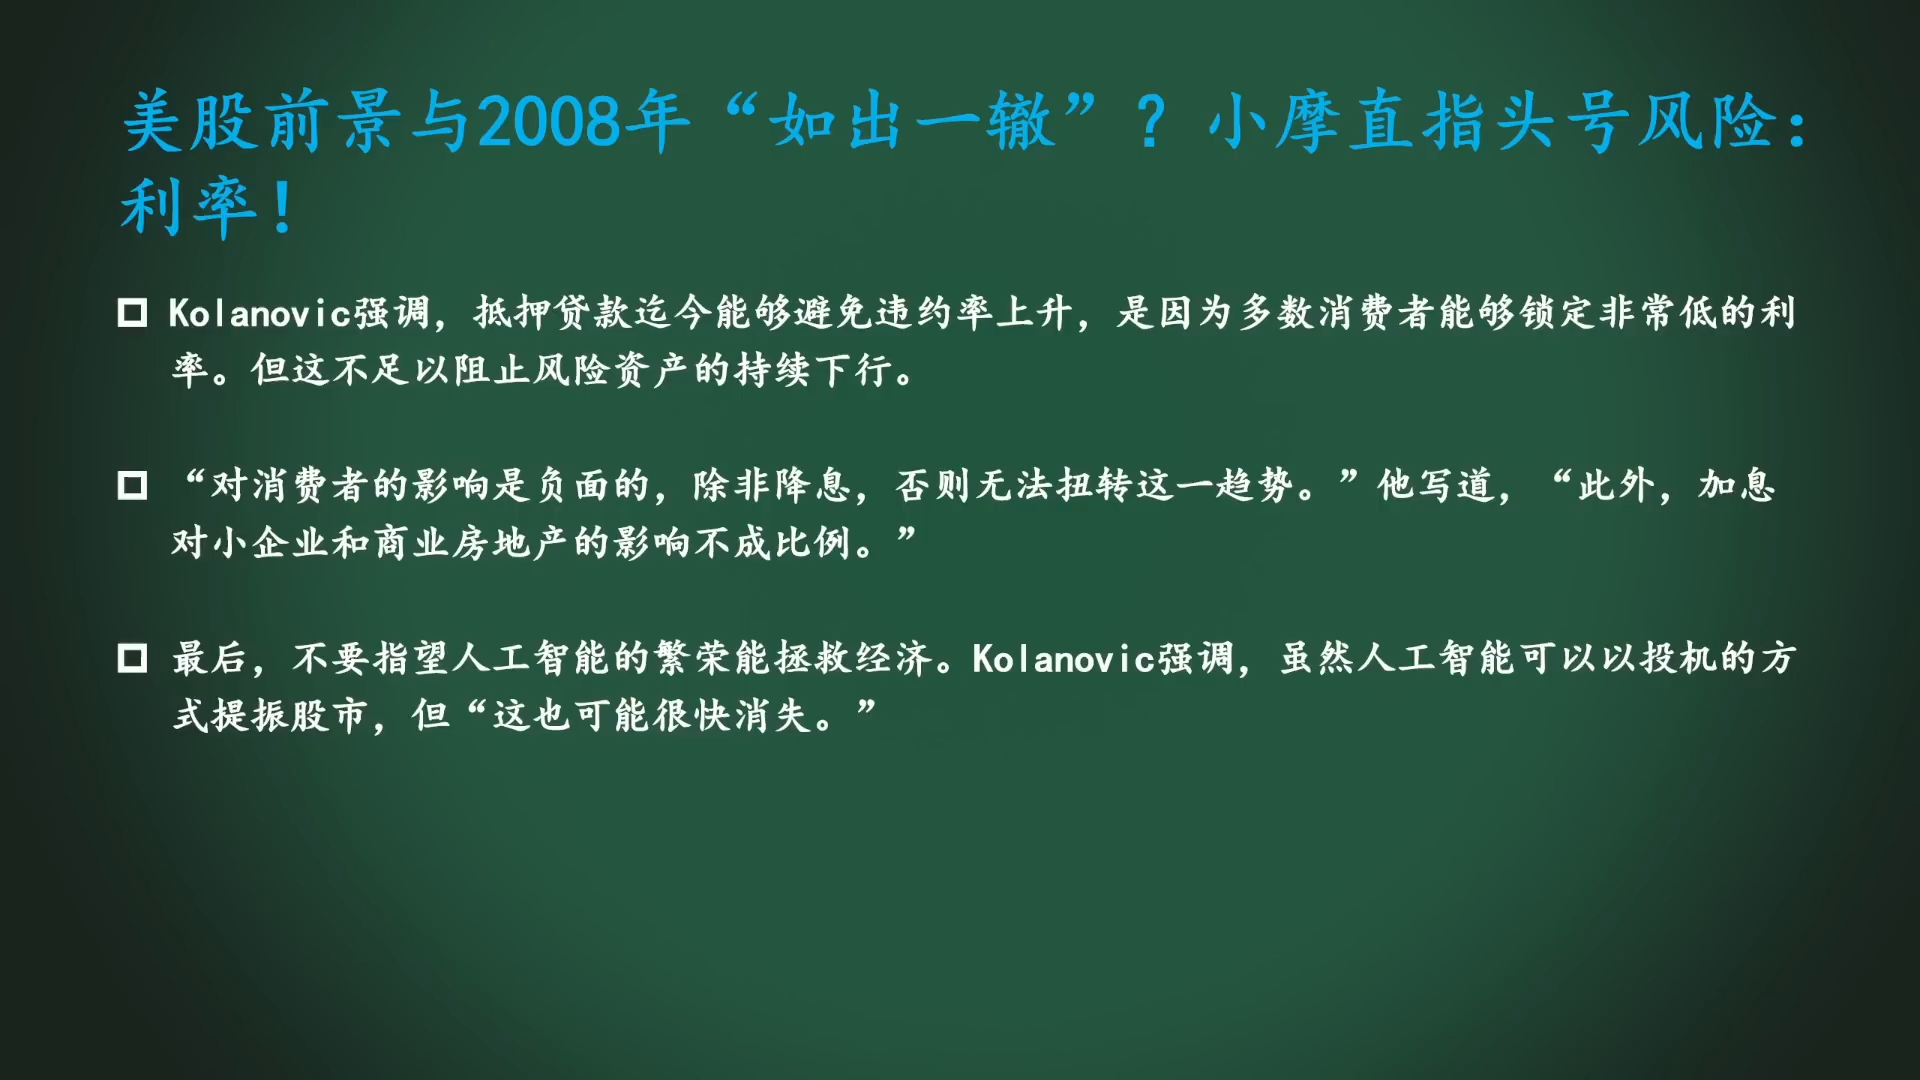 美股前景与2008年“如出一辙”？小摩直指头号风险：
利率！
Kolanovic强调，抵押贷款迄今能够避免违约率上升，是因为多数消费者能够锁定非常低的利
率。但这不足以阻止风险资产的持续下行。
“对消费者的影响是负面的，除非降息，否则无法扭转这一趋势。”他写道，“此外，加息
对小企业和商业房地产的影响不成比例。”
最后，不要指望人工智能的繁荣能拯救经济。Kolanovic强调，虽然人工智能可以以投机的方
式提振股市，但“这也可能很快消失。”